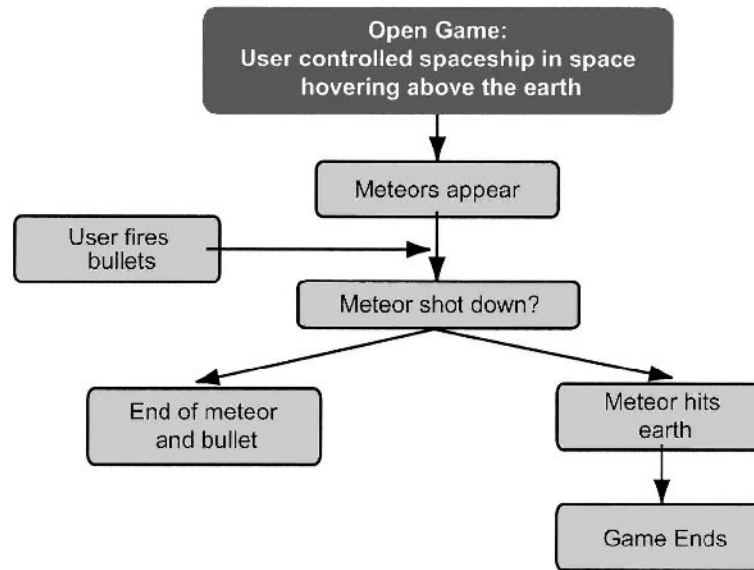 Open Game:
User controlled spaceship in space
hovering above the earth
Meteors appear
User fires
bullets
Meteor shot down?
End of meteor
and bullet
Meteor hits
earth
Game Ends